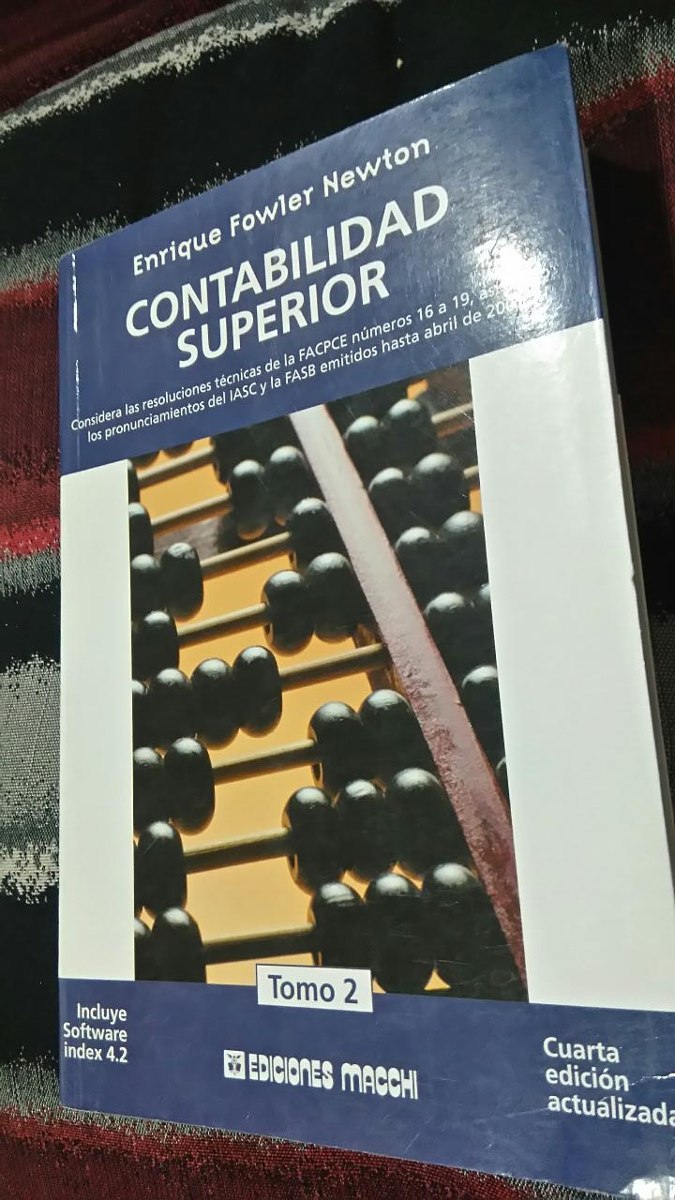 Enrique Fowler Newton
CONTABILIDAD
SUPERIOR
Considera las resoluciones técnicas de la FACPCE números 16 a 19,
los pronunciamientos del IASC y la FASB emitidos hasta abril de
Tomo 2
Incluye
Software
index 4.2
EDICIONES MACCHI
Cuarta
edición
actualizada